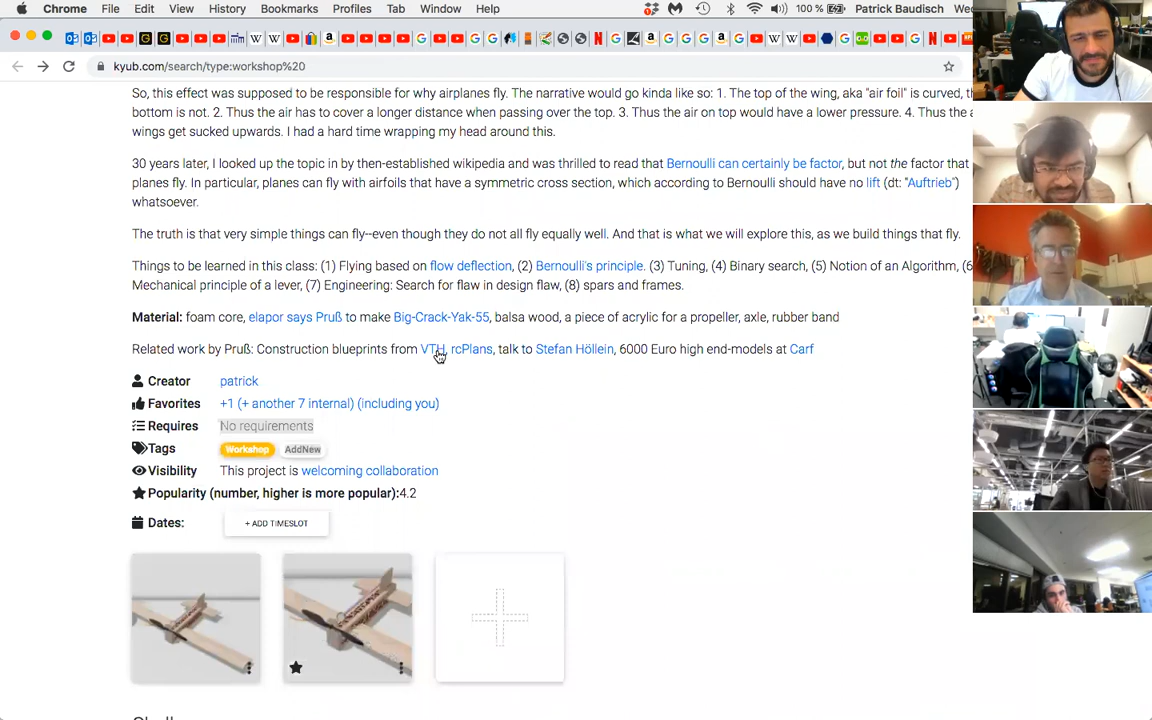 Chrome File Edit View History Bookmarks Profiles Tab Window Help 100 % Patrick Baudisch
kyub.com/search/type:workshop%20
So, this effect was supposed to be responsible for why airplanes fly. The narrative would go kinda like so: 1. The top of the wing, aka "air foil" is curved,
bottom is not. 2. Thus the air has to cover a longer distance when passing over the top. 3. Thus the air on top would have a lower pressure. 4. Thus the
wings get sucked upwards. I had a hard time wrapping my head around this.
30 years later, I looked up the topic in by then-established wikipedia and was thrilled to read that Bernoulli can certainly be factor, but not the factor that
planes fly. In particular, planes can fly with airfoils that have a symmetric cross section, which according to Bernoulli should have no lift (dt: "Auftrieb")
whatsoever.
The truth is that very simple things can fly--even though they do not all fly equally well. And that is what we will explore this, as we build things that fly.
Things to be learned in this class: (1) Flying based on flow deflection, (2) Bernoulli's principle. (3) Tuning, (4) Binary search, (5) Notion of an Algorithm, (6
Mechanical principle of a lever, (7) Engineering: Search for flaw in design flaw, (8) spars and frames.
Material: foam core, elapor says Pruß to make Big-Crack-Yak-55, balsa wood, a piece of acrylic for a propeller, axle, rubber band
Related work by Pruß: Construction blueprints from VTH, rcPlans, talk to Stefan Höllein, 6000 Euro high end-models at Carf
Creator patrick
Favorites +1 (+ another 7 internal) (including you)
Requires No requirements
Tags Workshop AddNew
Visibility This project is welcoming collaboration
Popularity (number, higher is more popular):4.2
Dates: + ADD TIMESLOT